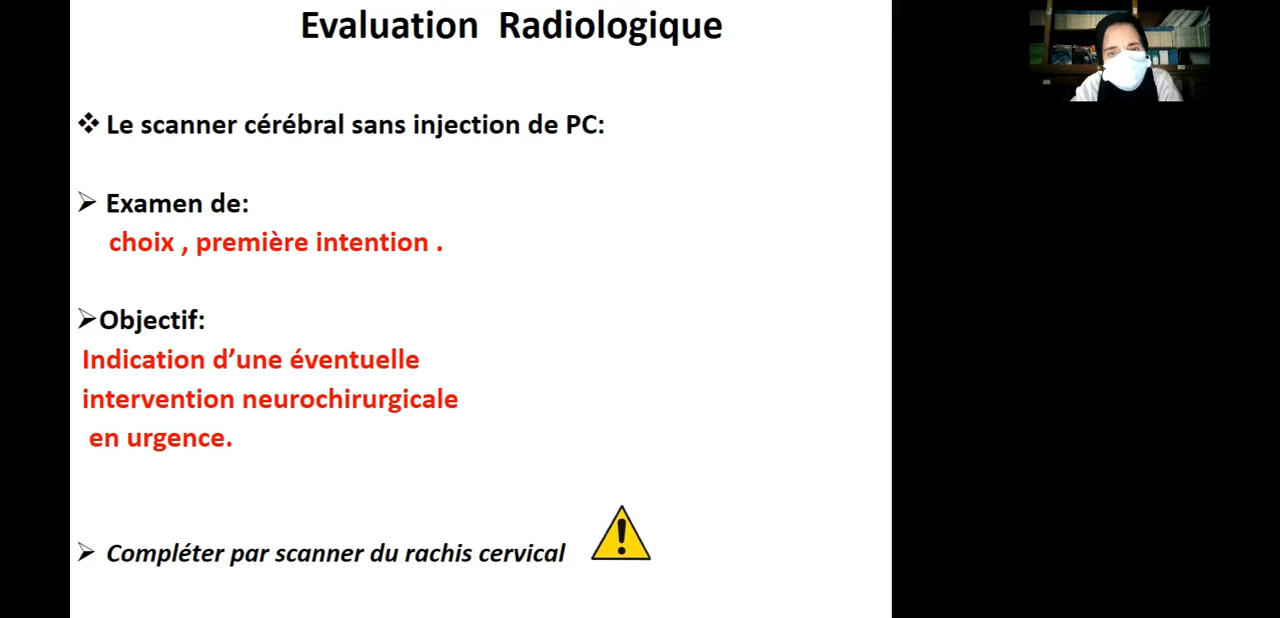 Evaluation Radiologique
Le scanner cérébral sans injection de PC:
Examen de:
choix , première intention .
Objectif:
Indication d’une éventuelle
intervention neurochirurgicale
en urgence.
Compléter par scanner du rachis cervical